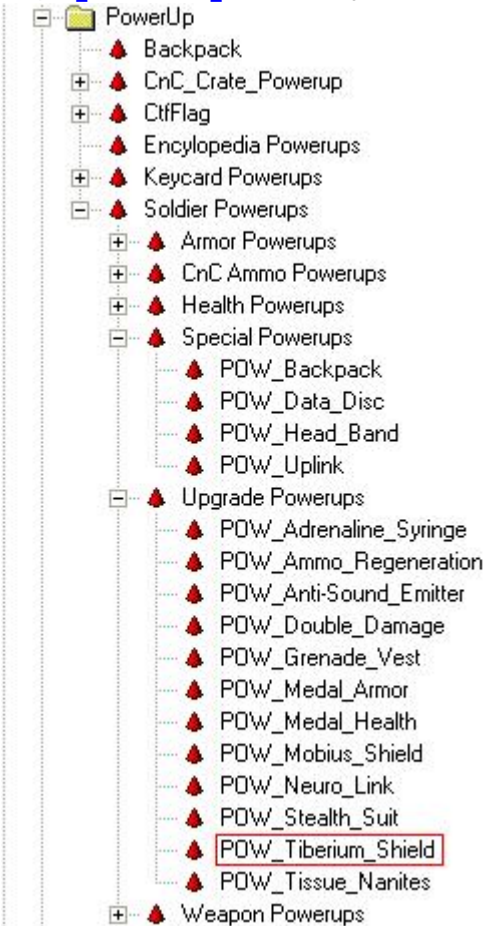 PowerUp
Backpack
CnC_Crate_Powerup
CtfFlag
Encylopedia Powerups
Keycard Powerups
Soldier Powerups
Armor Powerups
CnC Ammo Powerups
Health Powerups
Special Powerups
POW_Backpack
POW_Data_Disc
POW_Head_Band
POW_Uplink
Upgrade Powerups
POW_Adrenaline_Syringe
POW_Ammo_Regeneration
POW_Anti-Sound_Emitter
POW_Double_Damage
POW_Grenade_Vest
POW_Medal_Armor
POW_Medal_Health
POW_Mobius_Shield
POW_Neuro_Link
POW_Stealth_Suit
POW_Tiberium_Shield
POW_Tissue_Nanites
Weapon Powerups